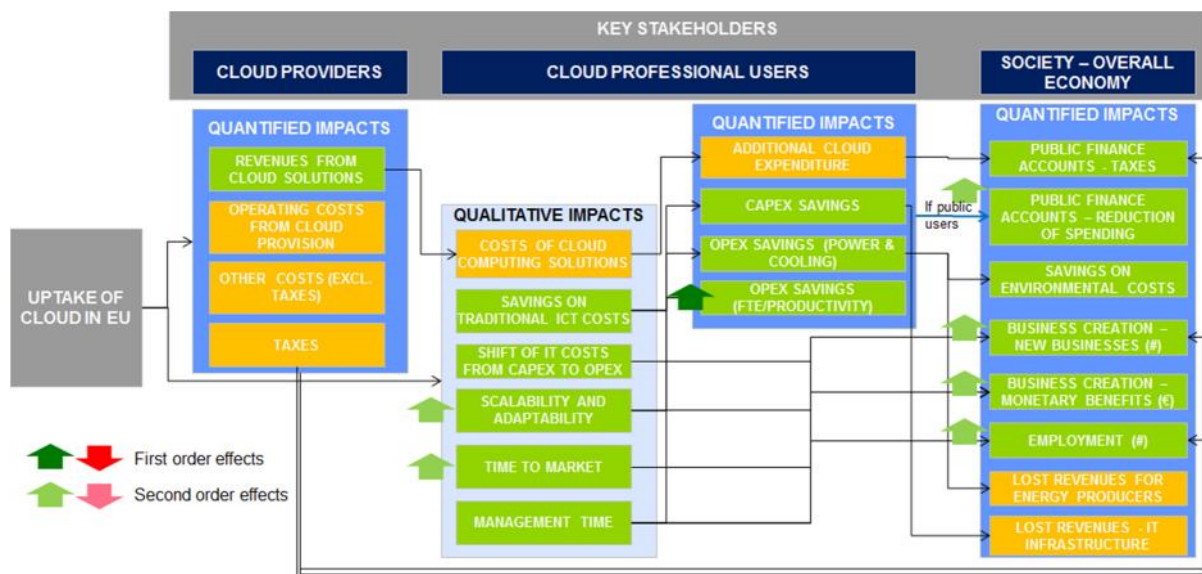 KEY STAKEHOLDERS
CLOUD PROVIDERS
CLOUD PROFESSIONAL USERS
SOCIETY – OVERALL
ECONOMY
UPTAKE OF
CLOUD IN EU
QUANTIFIED IMPACTS
REVENUES FROM
CLOUD SOLUTIONS
OPERATING COSTS
FROM CLOUD
PROVISION
OTHER COSTS (EXCL.
TAXES)
TAXES
QUALITATIVE IMPACTS
COSTS OF CLOUD
COMPUTING SOLUTIONS
SAVINGS ON
TRADITIONAL ICT COSTS
SHIFT OF IT COSTS
FROM CAPEX TO OPEX
SCALABILITY AND
ADAPTABILITY
TIME TO MARKET
MANAGEMENT TIME
QUANTIFIED IMPACTS
ADDITIONAL CLOUD
EXPENDITURE
CAPEX SAVINGS
OPEX SAVINGS (POWER &
COOLING)
OPEX SAVINGS
(FTE/PRODUCTIVITY)
If public
users
QUANTIFIED IMPACTS
PUBLIC FINANCE
ACCOUNTS - TAXES
PUBLIC FINANCE
ACCOUNTS – REDUCTION
OF SPENDING
SAVINGS ON
ENVIRONMENTAL COSTS
BUSINESS CREATION –
NEW BUSINESSES (#)
BUSINESS CREATION –
MONETARY BENEFITS (€)
EMPLOYMENT (#)
LOST REVENUES FOR
ENERGY PRODUCERS
LOST REVENUES - IT
INFRASTRUCTURE
First order effects
Second order effects